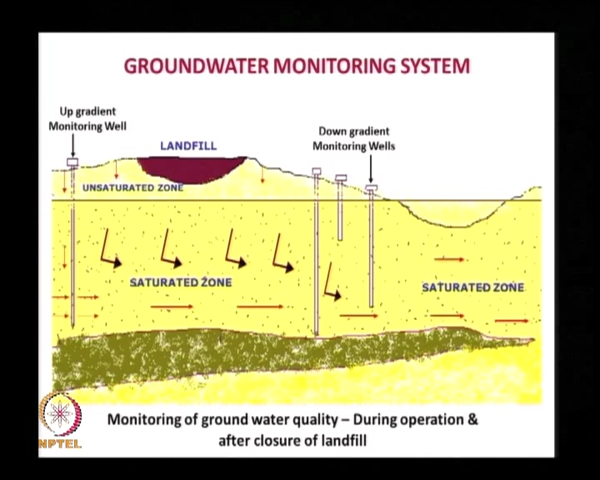 GROUNDWATER MONITORING SYSTEM
Up gradient
Monitoring Well
LANDFILL
Down gradient
Monitoring Wells
UNSATURATED ZONE
SATURATED ZONE
SATURATED ZONE
Monitoring of ground water quality – During operation &
after closure of landfill
NPTEL